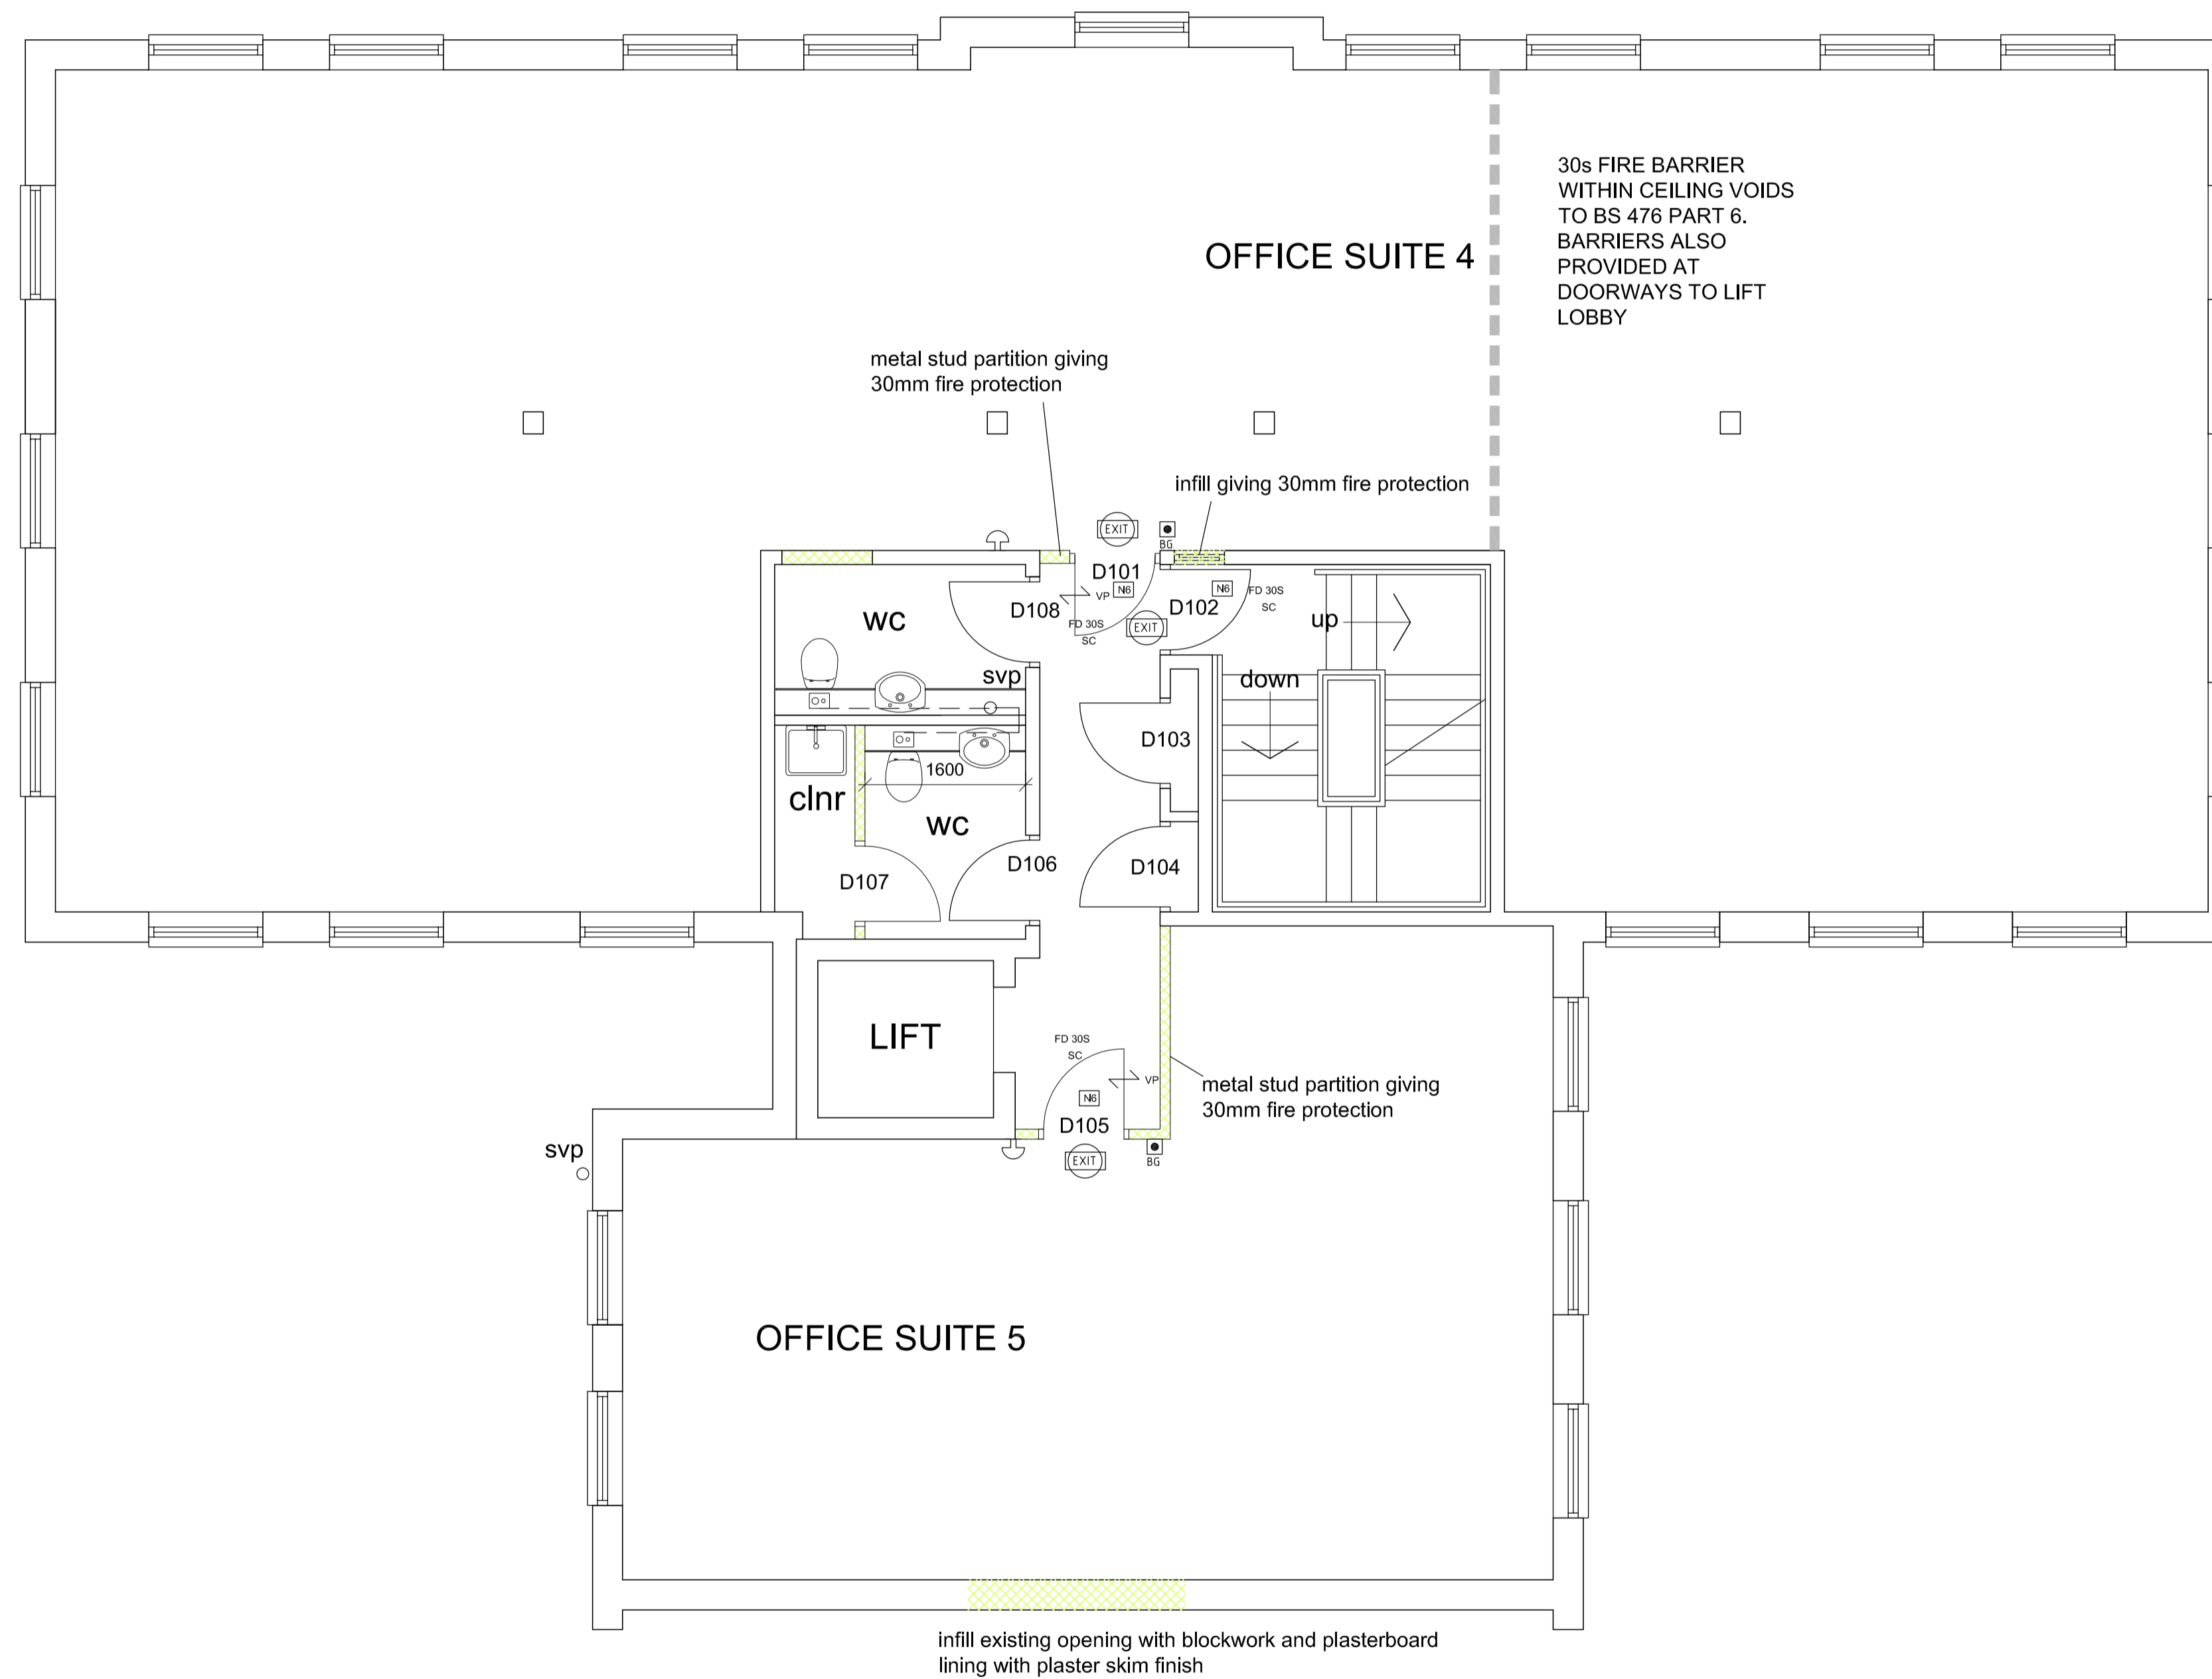 30s FIRE BARRIER
WITHIN CEILING VOIDS
TO BS 476 PART 6.
BARRIERS ALSO
PROVIDED AT
DOORWAYS TO LIFT
LOBBY
OFFICE SUITE 4
metal stud partition giving
30mm fire protection
infill giving 30mm fire protection
EXIT
BG
D101
N6
VP
FD 30S
SC
D102
N6
FD 30S
SC
EXIT
D108
wc
svp
up
down
D103
1600
clnr
wc
D106
D104
D107
LIFT
FD 30S
SC
VP
N6
D105
metal stud partition giving
30mm fire protection
EXIT
BG
svp
OFFICE SUITE 5
infill existing opening with blockwork and plasterboard
lining with plaster skim finish